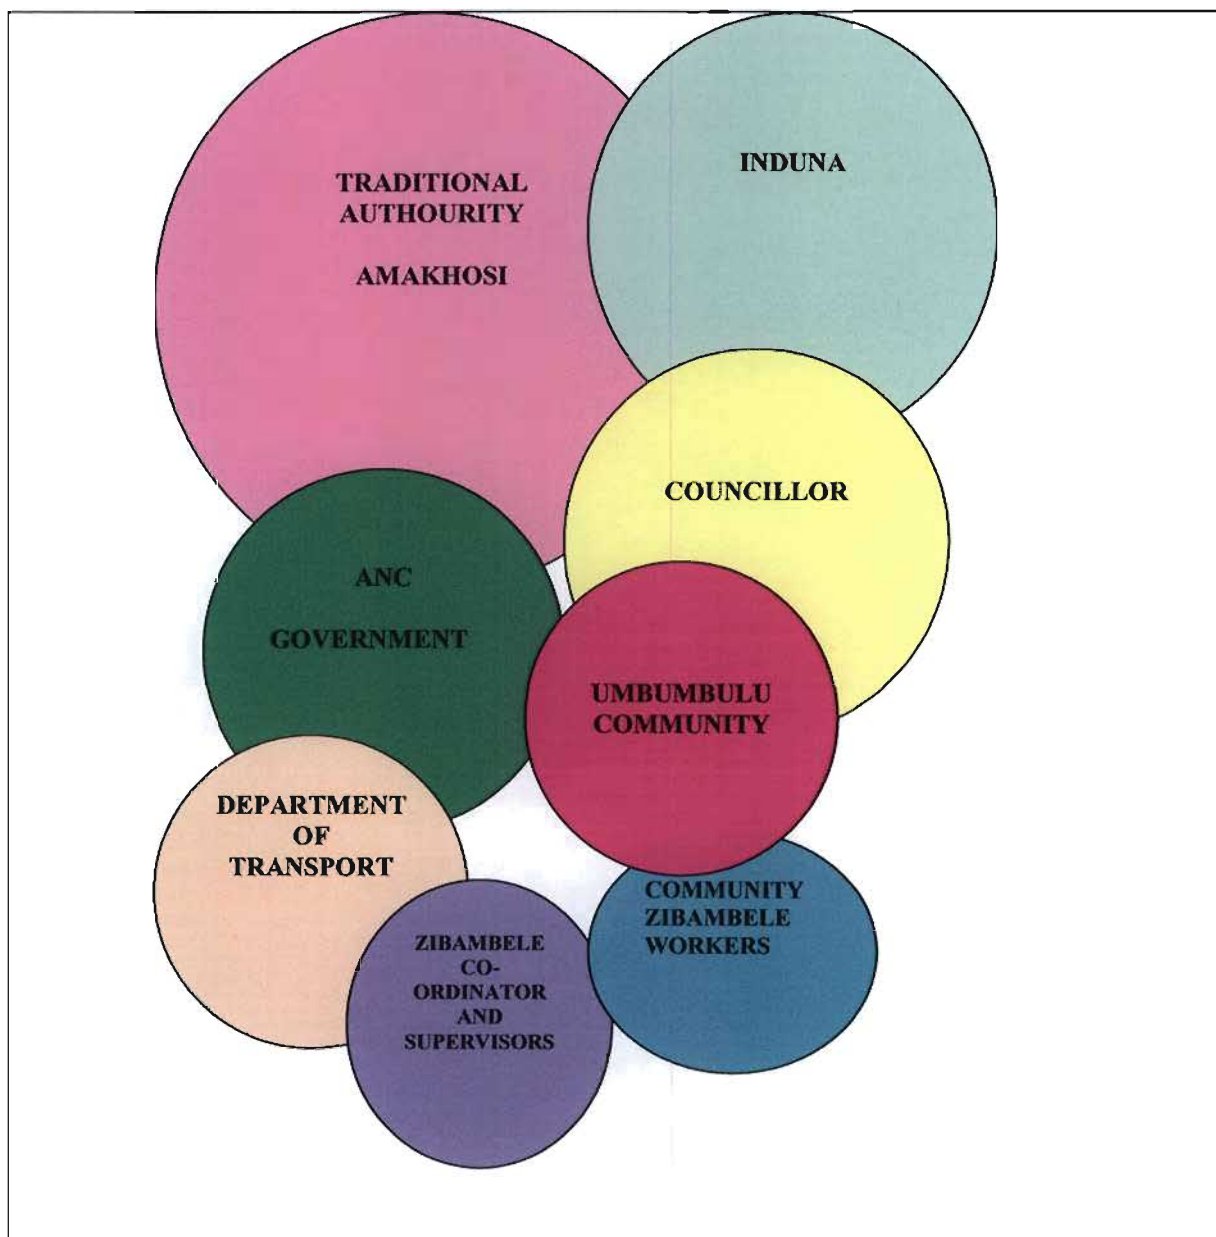 TRADITIONAL
AUTHOURITY
AMAKHOSI
INDUNA
COUNCILLOR
ANC
GOVERNMENT
UMBUMBULU
COMMUNITY
DEPARTMENT
OF
TRANSPORT
COMMUNITY
ZIBAMBELE
WORKERS
ZIBAMBELE
CO-
ORDINATOR
AND
SUPERVISORS